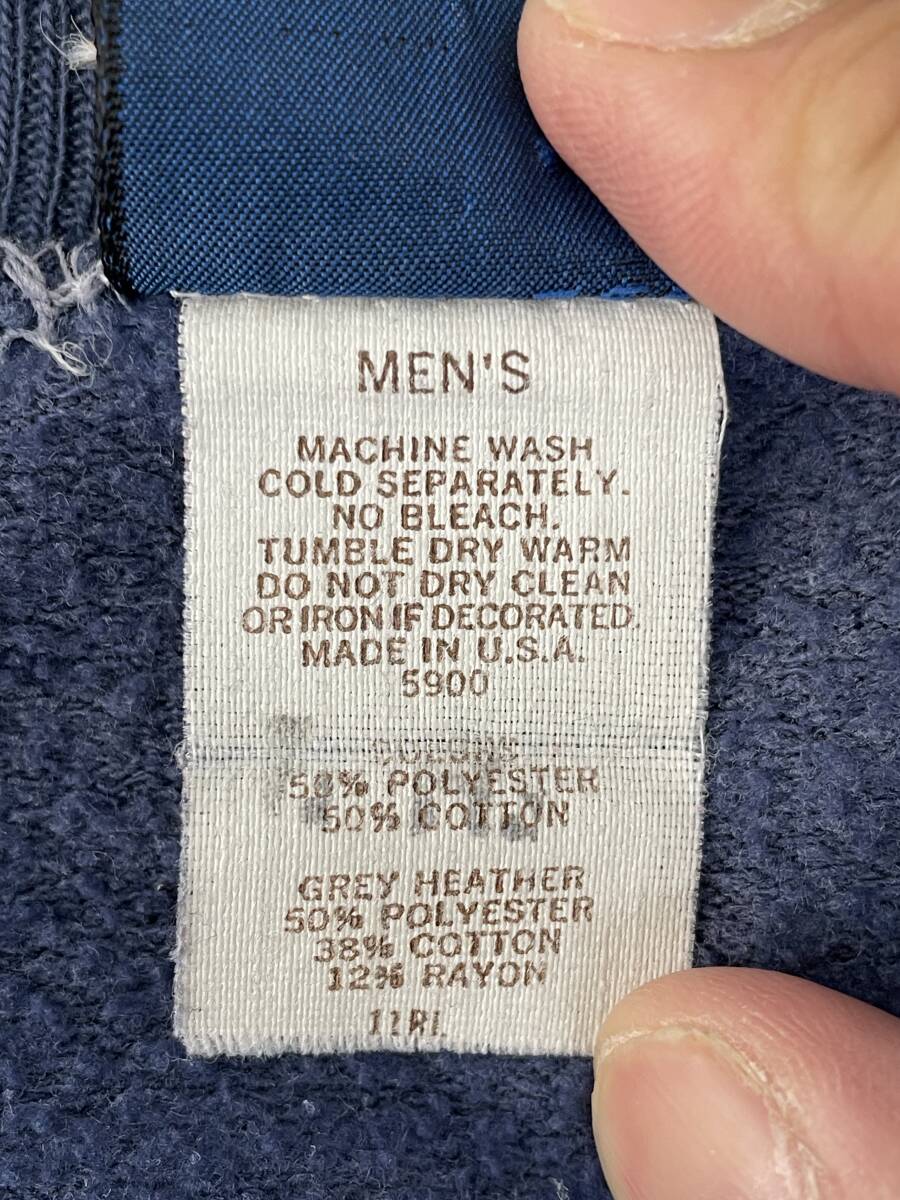 MEN'S
MACHINE WASH
COLD SEPARATELY.
NO BLEACH.
TUMBLE DRY WARM
DO NOT DRY CLEAN
OR IRON IF DECORATED.
MADE IN U.S.A.
5900
50% POLYESTER
50% COTTON
GREY HEATHER
50% POLYESTER
38% COTTON
12% RAYON